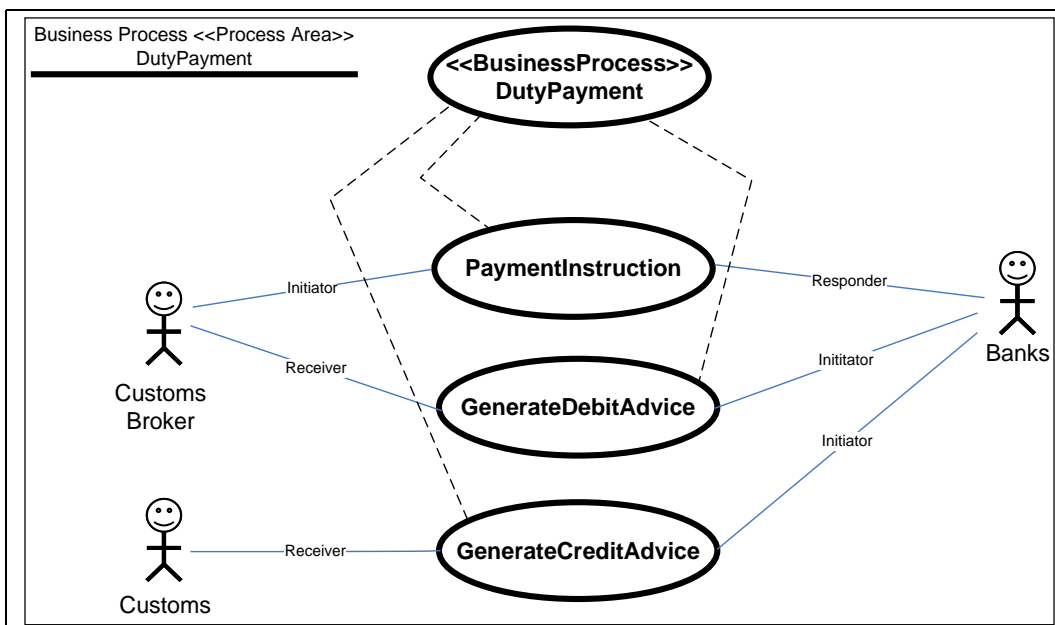 Business Process <<Process Area>>
DutyPayment
<<BusinessProcess>>
DutyPayment
PaymentInstruction
Initiator
Responder
Customs
Broker
Banks
Receiver
Inititator
GenerateDebitAdvice
Initiator
GenerateCreditAdvice
Receiver
Customs